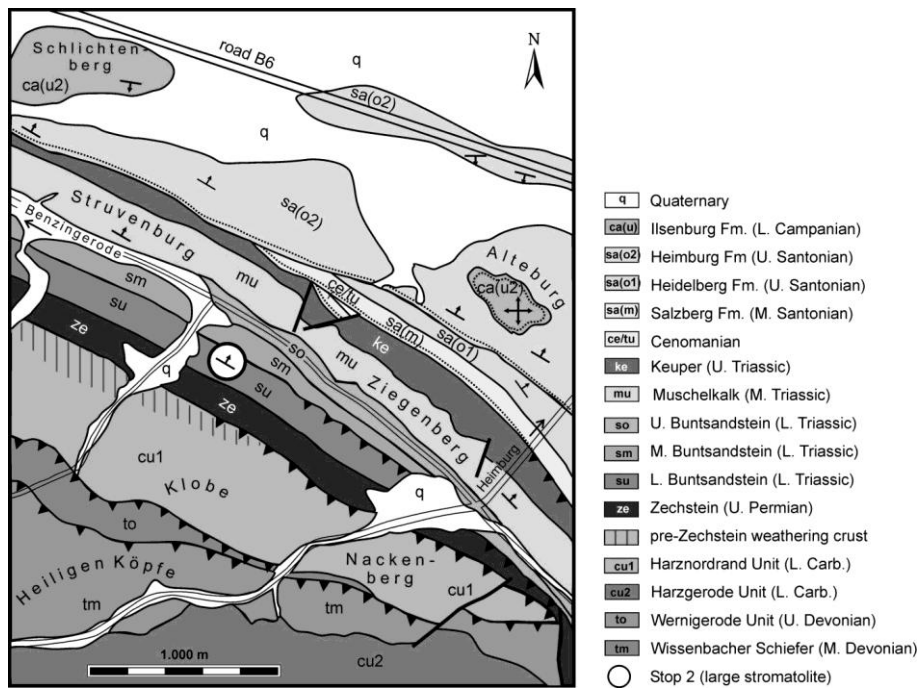 Schlichten-
berg
ca(u2)
road B6
q
N
sa(o2)
q
sa(o2)
Struvenburg
Benzingerode
mu
sm
su
ze
q
so
sm
su
ze
ce/tu
sa(m)
sa(o1)
ke
mu
Ziegenberg
Alteburg
ca(u2)
Heimburg
cu1
Klobe
q
to
Nacken-
berg
cu1
Heiligen Köpfe
tm
tm
cu2
1.000 m
q Quaternary
ca(u) Ilsenburg Fm. (L. Campanian)
sa(o2) Heimburg Fm (U. Santonian)
sa(o1) Heidelberg Fm. (U. Santonian)
sa(m) Salzberg Fm. (M. Santonian)
ce/tu Cenomanian
ke Keuper (U. Triassic)
mu Muschelkalk (M. Triassic)
so U. Buntsandstein (L. Triassic)
sm M. Buntsandstein (L. Triassic)
su L. Buntsandstein (L. Triassic)
ze Zechstein (U. Permian)
pre-Zechstein weathering crust
cu1 Harznordrand Unit (L. Carb.)
cu2 Harzgerode Unit (L. Carb.)
to Wernigerode Unit (U. Devonian)
tm Wissenbacher Schiefer (M. Devonian)
Stop 2 (large stromatolite)